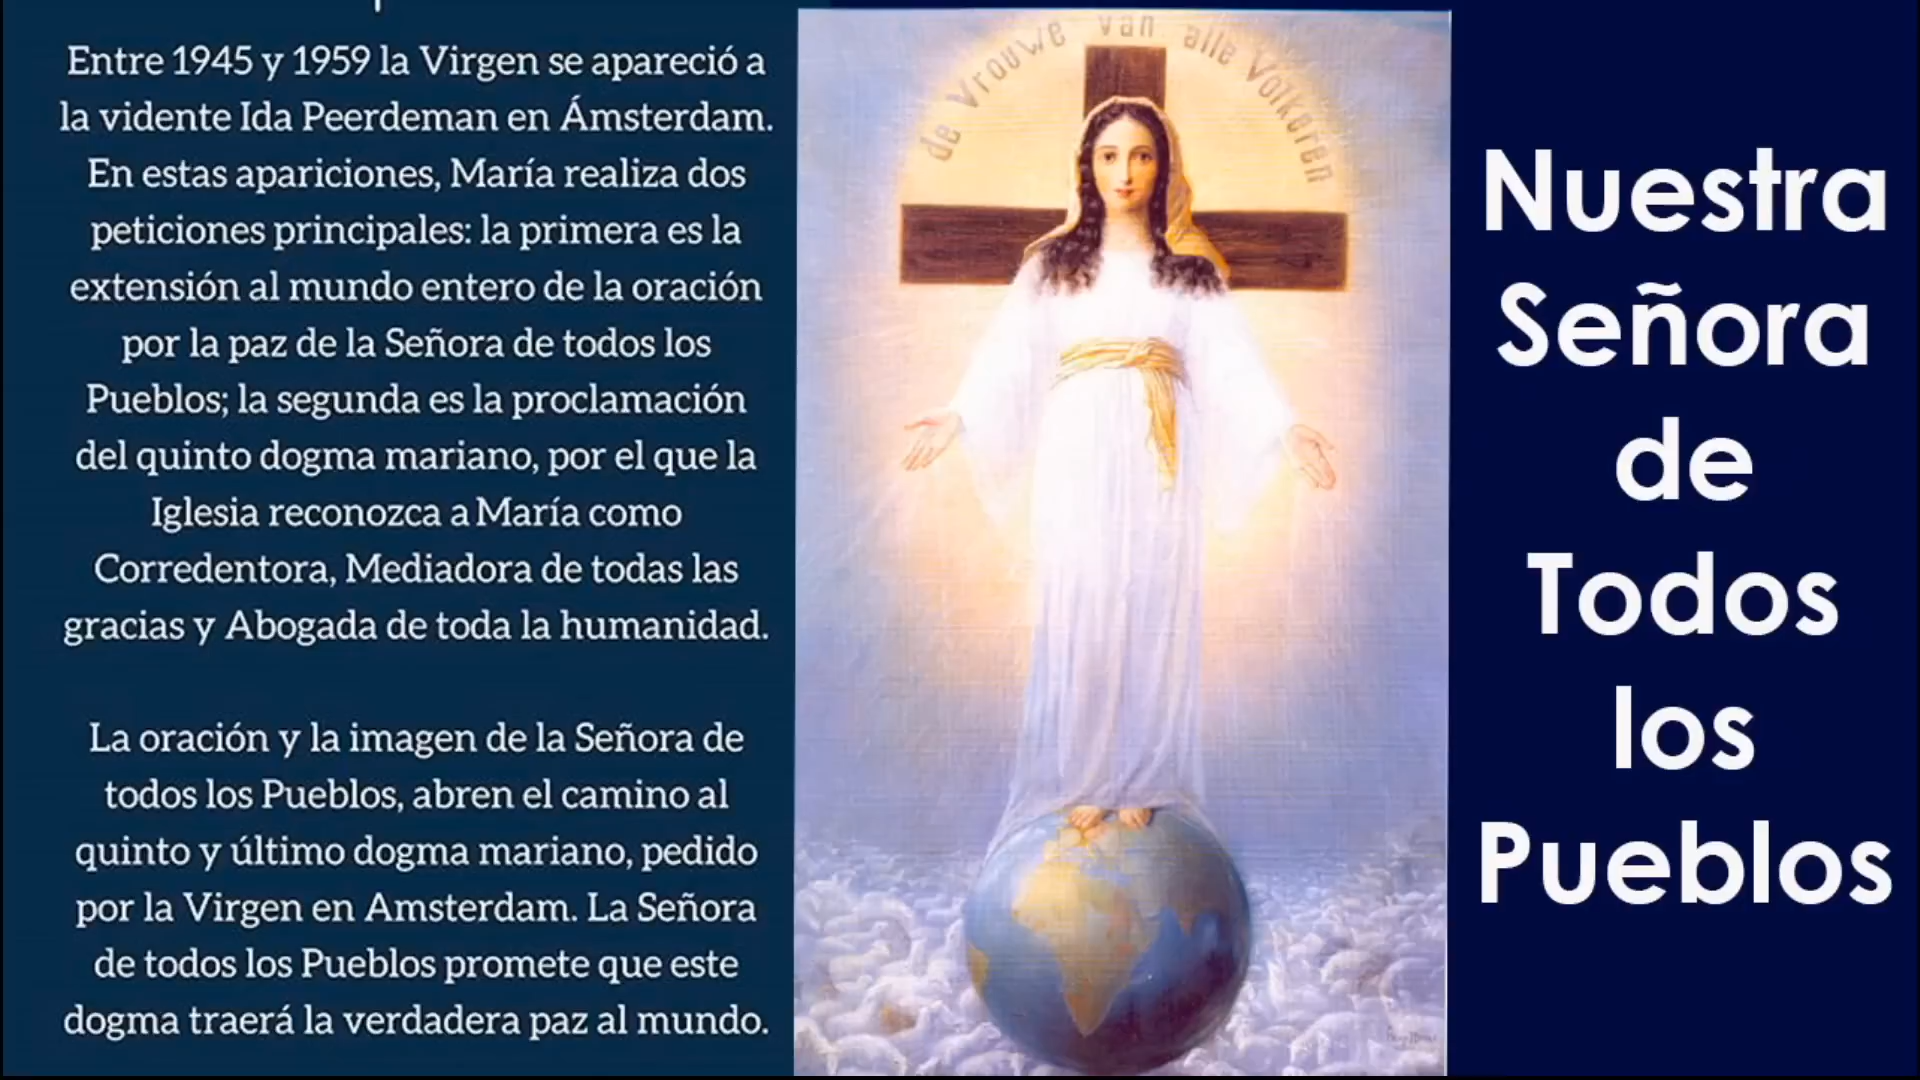 Entre 1945 y 1959 la Virgen se apareció a
la vidente Ida Peerdeman en Ámsterdam.
En estas apariciones, María realiza dos
peticiones principales: la primera es la
extensión al mundo entero de la oración
por la paz de la Señora de todos los
Pueblos; la segunda es la proclamación
del quinto dogma mariano, por el que la
Iglesia reconozca a María como
Corredentora, Mediadora de todas las
gracias y Abogada de toda la humanidad.
La oración y la imagen de la Señora de
todos los Pueblos, abren el camino al
quinto y último dogma mariano, pedido
por la Virgen en Amsterdam. La Señora
de todos los Pueblos promete que este
dogma traerá la verdadera paz al mundo.
de Vrouwe van alle Volkeren
Nuestra
Señora
de
Todos
los
Pueblos